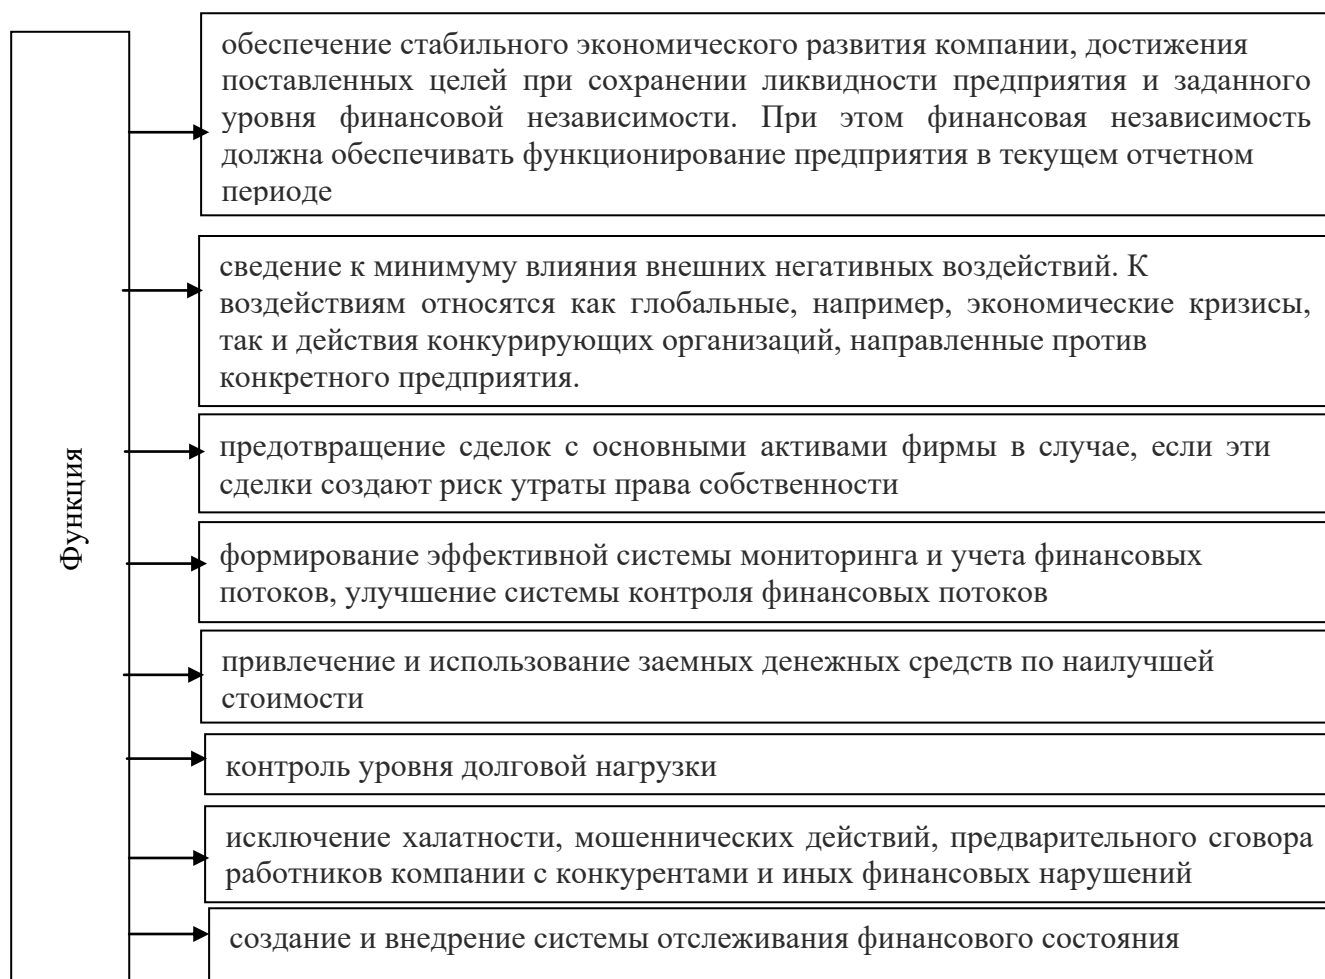 Функция
обеспечение стабильного экономического развития компании, достижения
поставленных целей при сохранении ликвидности предприятия и заданного
уровня финансовой независимости. При этом финансовая независимость
должна обеспечивать функционирование предприятия в текущем отчетном
периоде
сведение к минимуму влияния внешних негативных воздействий. К
воздействиям относятся как глобальные, например, экономические кризисы,
так и действия конкурирующих организаций, направленные против
конкретного предприятия.
предотвращение сделок с основными активами фирмы в случае, если эти
сделки создают риск утраты права собственности
формирование эффективной системы мониторинга и учета финансовых
потоков, улучшение системы контроля финансовых потоков
привлечение и использование заемных денежных средств по наилучшей
стоимости
контроль уровня долговой нагрузки
исключение халатности, мошеннических действий, предварительного сговора
работников компании с конкурентами и иных финансовых нарушений
создание и внедрение системы отслеживания финансового состояния